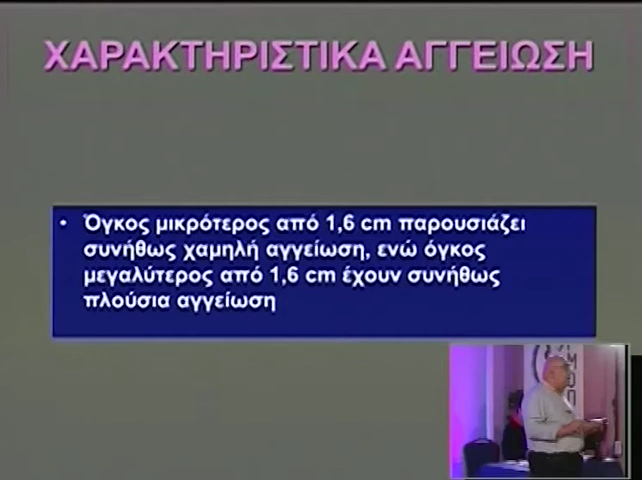 ΧΑΡΑΚΤΗΡΙΣΤΙΚΑ ΑΓΓΕΙΩΣΗ
• Όγκος μικρότερος από 1,6 cm παρουσιάζει
συνήθως χαμηλή αγγείωση, ενώ όγκος
μεγαλύτερος από 1,6 cm έχουν συνήθως
πλούσια αγγείωση